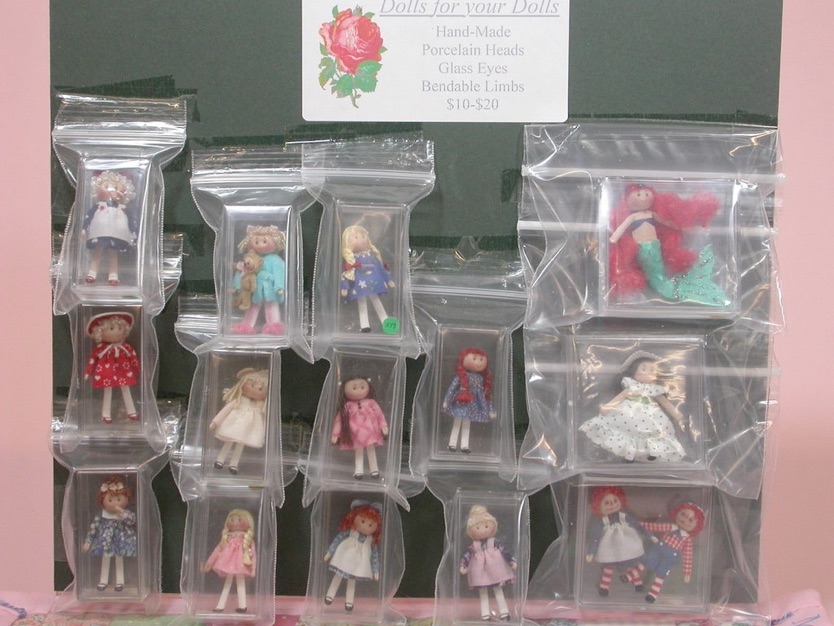 Dolls for your Dolls
Hand-Made
Porcelain Heads
Glass Eyes
Bendable Limbs
$10-$20